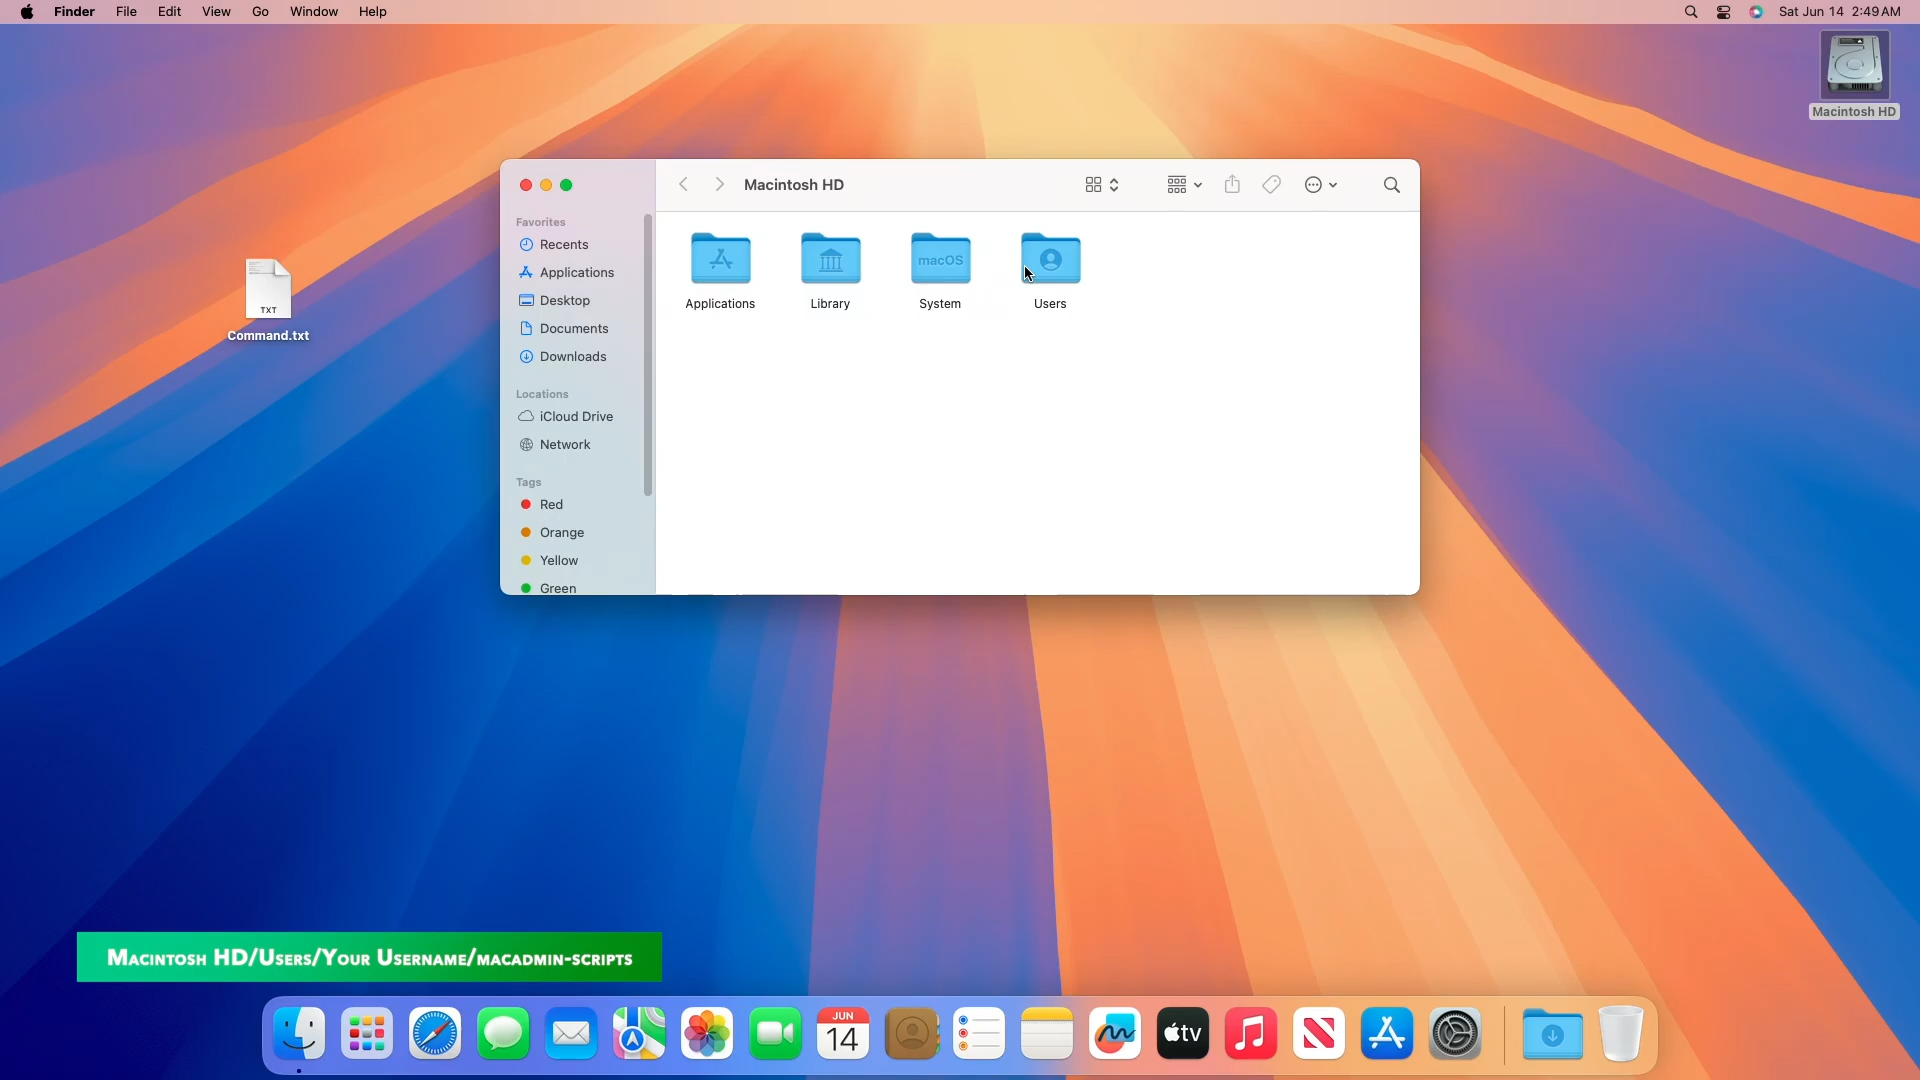 Finder File Edit View Go Window Help
Sat Jun 14 2:49 AM
Macintosh HD
TXT
Command.txt
Macintosh HD
Favorites
Recents
Applications
Desktop
Documents
Downloads
Locations
iCloud Drive
Network
Tags
Red
Orange
Yellow
Green
Applications
Library
macOS
System
Users
Macintosh HD/Users/Your Username/macadmin-scripts
JUN
14
tv